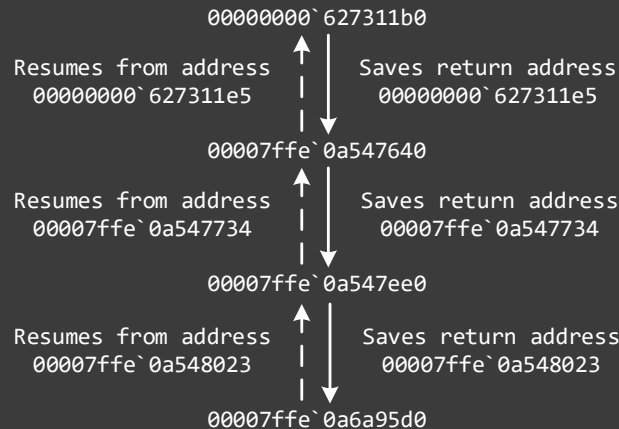 00000000`627311b0
Resumes from address
00000000`627311e5
Saves return address
00000000`627311e5
00007ffe`0a547640
Resumes from address
00007ffe`0a547734
Saves return address
00007ffe`0a547734
00007ffe`0a547ee0
Resumes from address
00007ffe`0a548023
Saves return address
00007ffe`0a548023
00007ffe`0a6a95d0